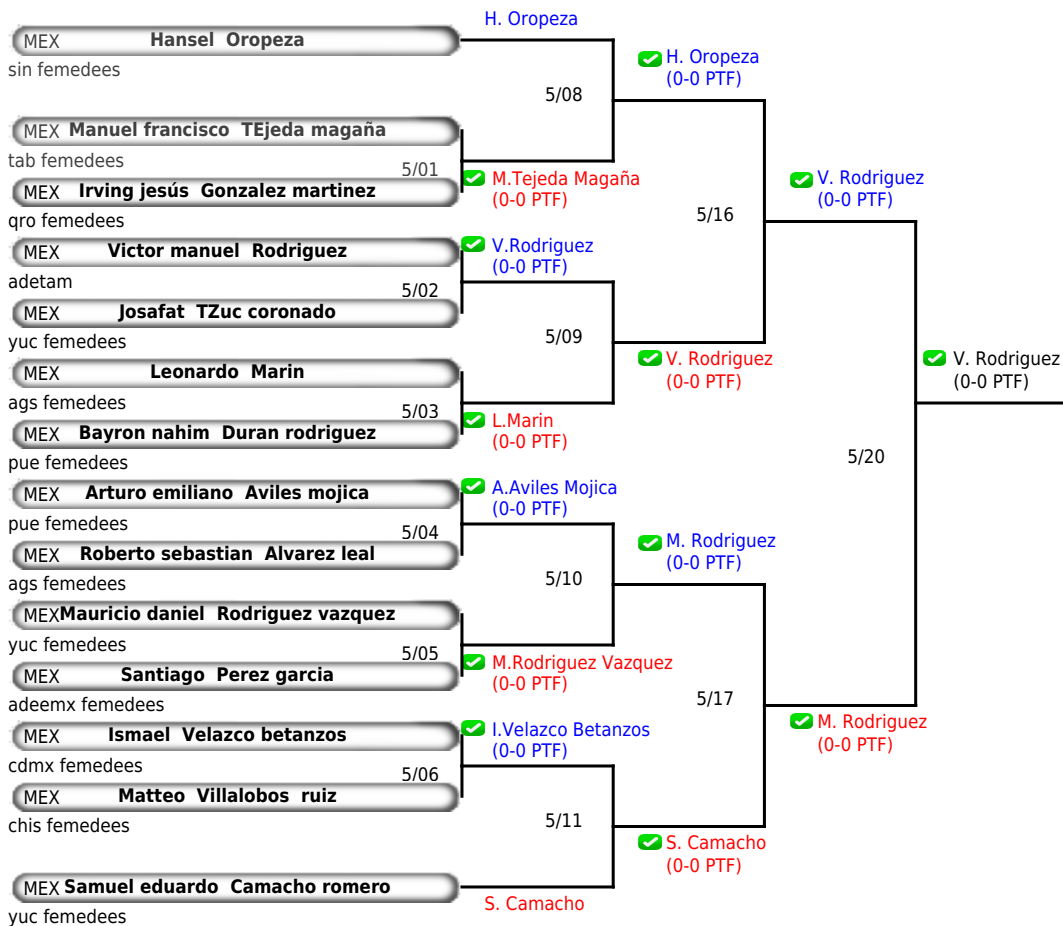 H. Oropeza
MEX Hansel Oropeza
sin femedees
H. Oropeza
(0-0 PTF)
5/08
MEX Manuel francisco TEjeda magaña
tab femedees
5/01
M.Tejeda Magaña
(0-0 PTF)
MEX Irving jesús Gonzalez martinez
qro femedees
V. Rodriguez
(0-0 PTF)
5/16
MEX Victor manuel Rodriguez
adetam
V.Rodriguez
(0-0 PTF)
5/02
MEX Josafat TZuc coronado
yuc femedees
5/09
V. Rodriguez
(0-0 PTF)
V. Rodriguez
(0-0 PTF)
MEX Leonardo Marin
ags femedees
5/03
L.Marin
(0-0 PTF)
MEX Bayron nahim Duran rodriguez
pue femedees
5/20
MEX Arturo emiliano Aviles mojica
pue femedees
A.Aviles Mojica
(0-0 PTF)
5/04
MEX Roberto sebastian Alvarez leal
ags femedees
M. Rodriguez
(0-0 PTF)
5/10
MEX Mauricio daniel Rodriguez vazquez
yuc femedees
5/05
M.Rodriguez Vazquez
(0-0 PTF)
MEX Santiago Perez garcia
adeemx femedees
5/17
M. Rodriguez
(0-0 PTF)
MEX Ismael Velazco betanzos
cdmx femedees
I.Velazco Betanzos
(0-0 PTF)
5/06
MEX Matteo Villalobos ruiz
chis femedees
5/11
S. Camacho
(0-0 PTF)
MEX Samuel eduardo Camacho romero
yuc femedees
S. Camacho